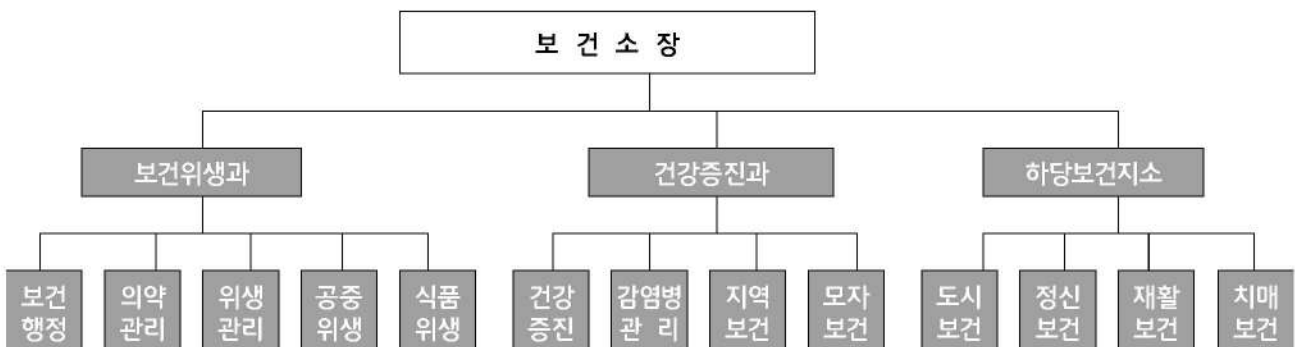 보 건 소 장
보건위생과 건강증진과 하당보건지소
보건 의약 위생 공중 식품 건강 감염병 지역 모자 도시 정신 재활 치매
행정 관리 관리 위생 위생 증진 관 리 보건 보건 보건 보건 보건 보건